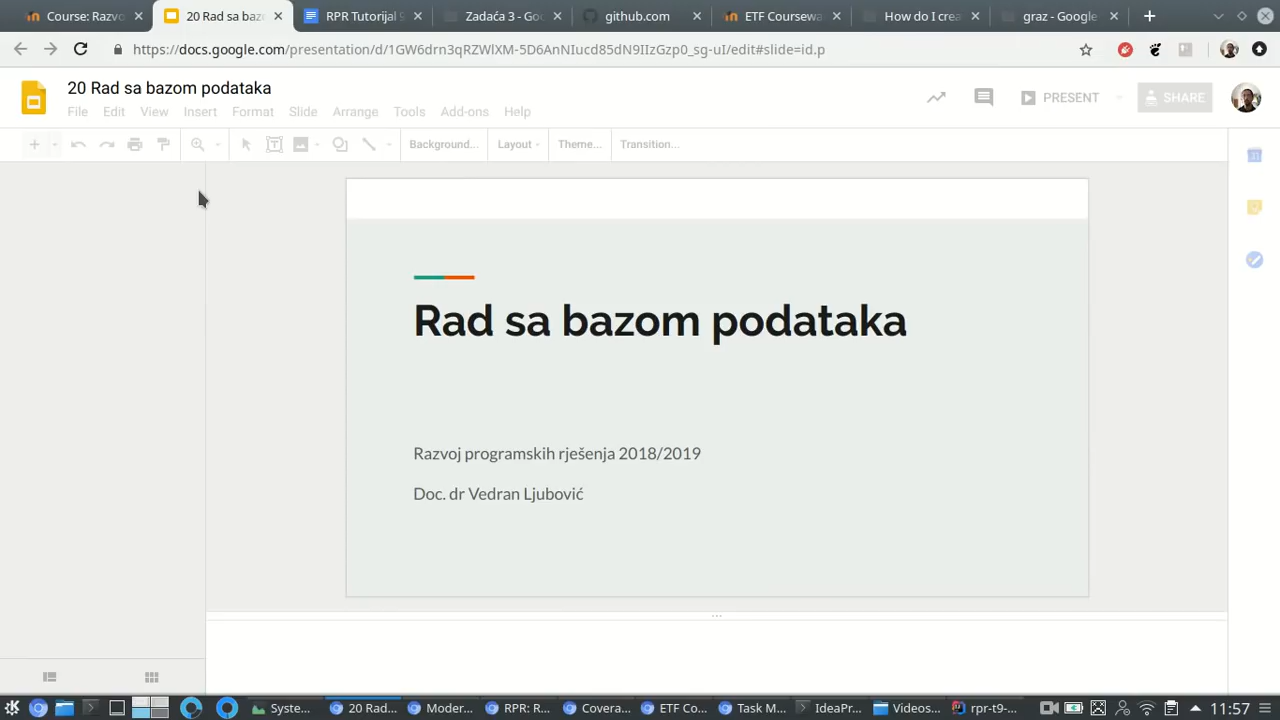 Course: Razvo
20 Rad sa baz
RPR Tutorijal 9
Zadaća 3 - Goo
github.com
ETF Coursewa
How do I crea
graz - Google
https://docs.google.com/presentation/d/1GW6drn3qRZWlXM-5D6AnNIucd85dN9IIzGzp0_sg-uI/edit#slide=id.p
20 Rad sa bazom podataka
File Edit View Insert Format Slide Arrange Tools Add-ons Help
PRESENT
SHARE
Background...
Layout
Theme...
Transition...
31
Rad sa bazom podataka
Razvoj programskih rješenja 2018/2019
Doc. dr Vedran Ljubović
Syste...
20 Rad...
Moder...
RPR: R...
Covera...
ETF Co...
Task M...
IdeaPr...
Videos...
rpr-t9-...
11:57